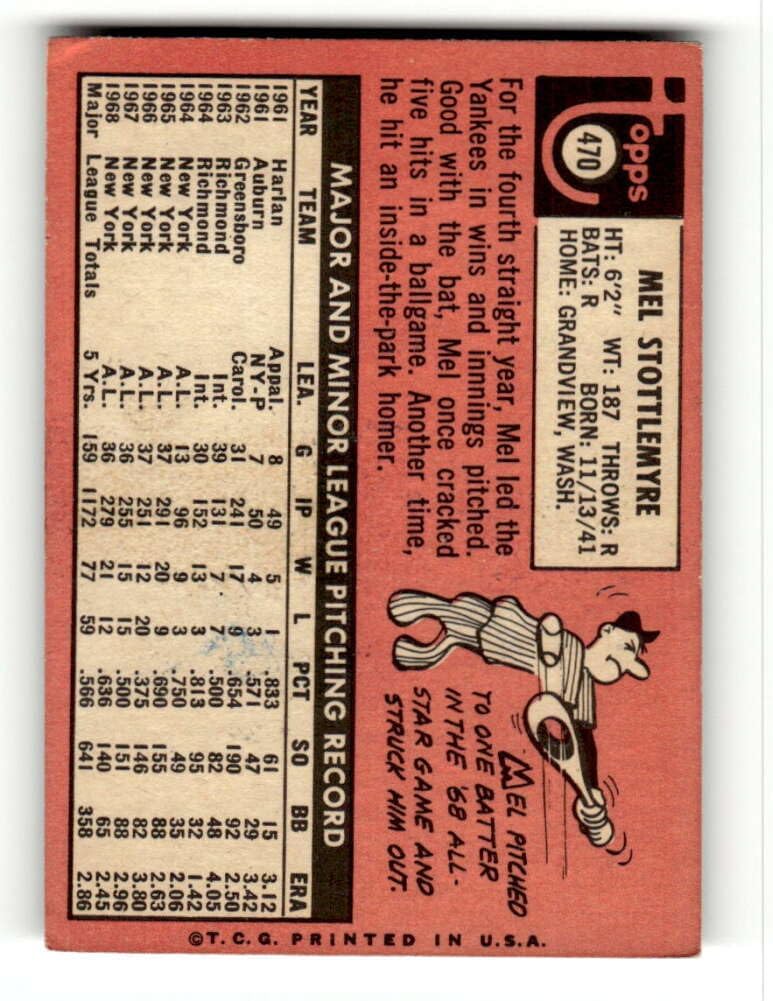 Topps
470
MEL STOTTLEMYRE
HT: 6'2" WT: 187 THROWS: R
BATS: R BORN: 11/13/41
HOME: GRANDVIEW, WASH.
For the fourth straight year, Mel led the
Yankees in wins and innings pitched.
Good with the bat, Mel once cracked
five hits in a ballgame. Another time,
he hit an inside-the-park homer.
MEL PITCHED
TO ONE BATTER
IN THE '68 ALL-
STAR GAME AND
STRUCK HIM OUT.
MAJOR AND MINOR LEAGUE PITCHING RECORD
YEAR TEAM LEA. G IP W L PCT SO BB ERA
1961 Harlan Appal. 8 49 5 1 .833 61 15 3.12
1961 Auburn NY-P 7 50 4 3 .571 47 29 3.42
1962 Greensboro Carol. 31 241 17 9 .654 190 92 2.50
1963 Richmond Int. 39 131 7 7 .500 82 48 4.05
1964 Richmond Int. 30 152 13 3 .813 95 32 1.42
1964 New York A.L. 13 96 9 3 .750 49 35 2.06
1965 New York A.L. 37 291 20 9 .690 155 88 2.63
1966 New York A.L. 37 251 12 20 .375 146 82 3.80
1967 New York A.L. 36 255 15 15 .500 151 88 2.96
1968 New York A.L. 36 279 21 12 .636 140 65 2.45
Major League Totals 5 Yrs. 159 1172 77 59 .566 641 358 2.86
©T.C.G. PRINTED IN U.S.A.